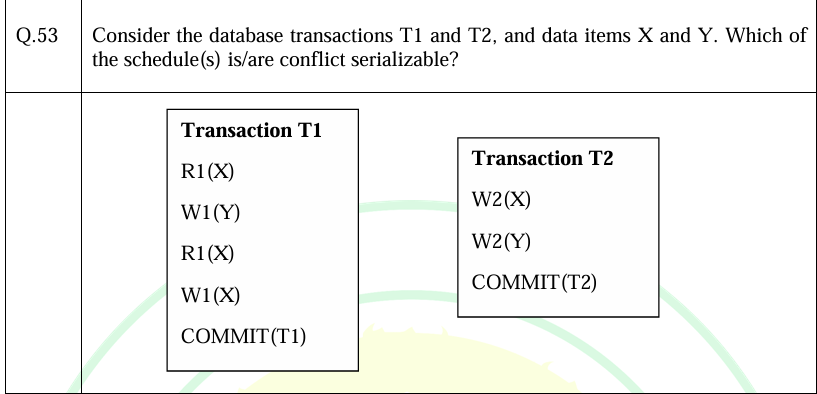 Q.53
Consider the database transactions T1 and T2, and data items X and Y. Which of
the schedule(s) is/are conflict serializable?
Transaction T1
R1(X)
W1(Y)
R1(X)
W1(X)
COMMIT(T1)
Transaction T2
W2(X)
W2(Y)
COMMIT(T2)